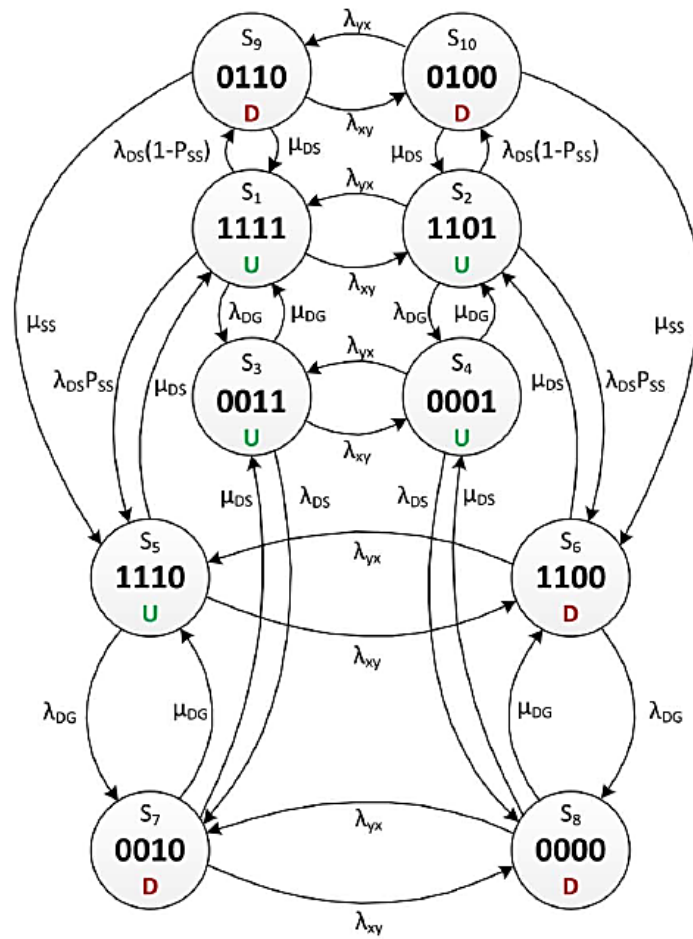 λyx
S9
0110
D
S10
0100
D
λxy
λDS(1-PSS)
μDS
μDS
λDS(1-PSS)
λyx
S1
1111
U
S2
1101
U
λxy
μSS
λDG
μDG
λDG
μDG
μSS
λyx
λDSPSS
μDS
S3
0011
U
S4
0001
U
μDS
λDSPSS
λxy
μDS
λDS
λDS
μDS
S5
1110
U
λyx
S6
1100
D
λxy
λDG
μDG
μDG
λDG
S7
0010
D
λyx
S8
0000
D
λxy